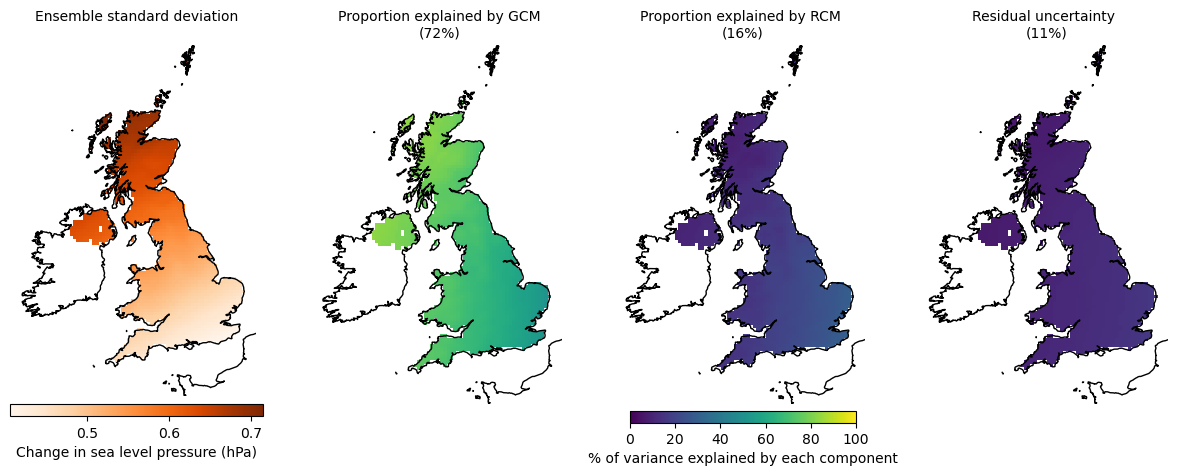 Ensemble standard deviation
Proportion explained by GCM
(72%)
Proportion explained by RCM
(16%)
Residual uncertainty
(11%)
0.5 0.6 0.7
Change in sea level pressure (hPa)
0 20 40 60 80 100
% of variance explained by each component